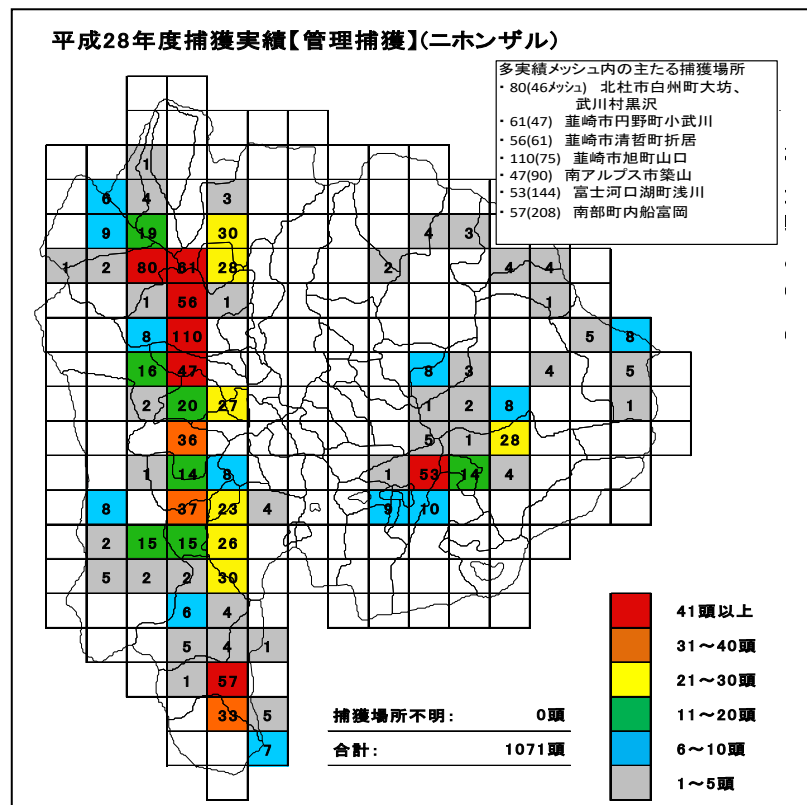 平成28年度捕獲実績【管理捕獲】(ニホンザル)
多実績メッシュ内の主たる捕獲場所
・80(46メッシュ) 北杜市白州町大坊、
武川村黒沢
・61(47) 韮崎市円野町小武川
・56(61) 韮崎市清哲町折居
・110(75) 韮崎市旭町山口
・47(90) 南アルプス市築山
・53(144) 富士河口湖町浅川
・57(208) 南部町内船富岡
1
6 4 3
9 19 30 4 3
1 2 80 61 28 2 4 4
1 56 1 1
8 110 5 8
16 47 8 3 4 5
2 20 27 1 2 8 1
36 5 1 28
1 14 8 1 53 14 4
8 37 23 4 9 10
2 15 15 26
5 2 2 30
6 4
5 4 1
1 57
33 5
7
捕獲場所不明: 0頭
合計: 1071頭
41頭以上
31～40頭
21～30頭
11～20頭
6～10頭
1～5頭